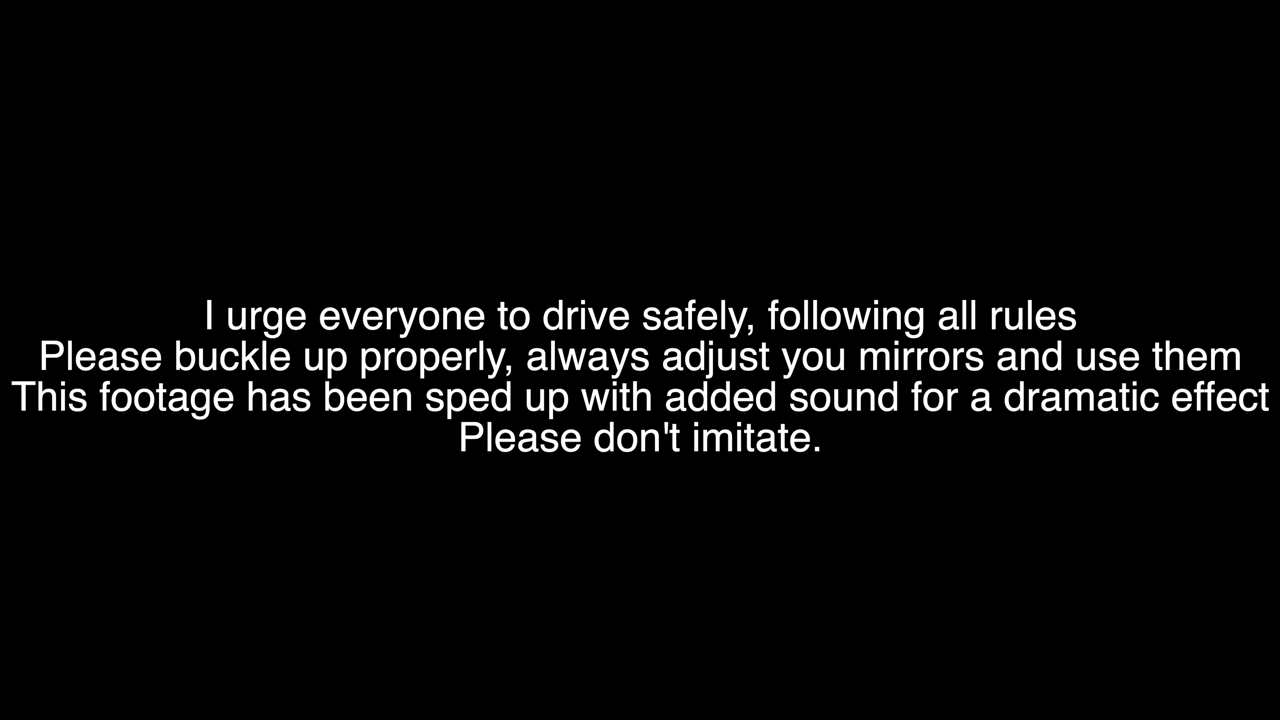 I urge everyone to drive safely, following all rules
Please buckle up properly, always adjust you mirrors and use them
This footage has been sped up with added sound for a dramatic effect
Please don't imitate.